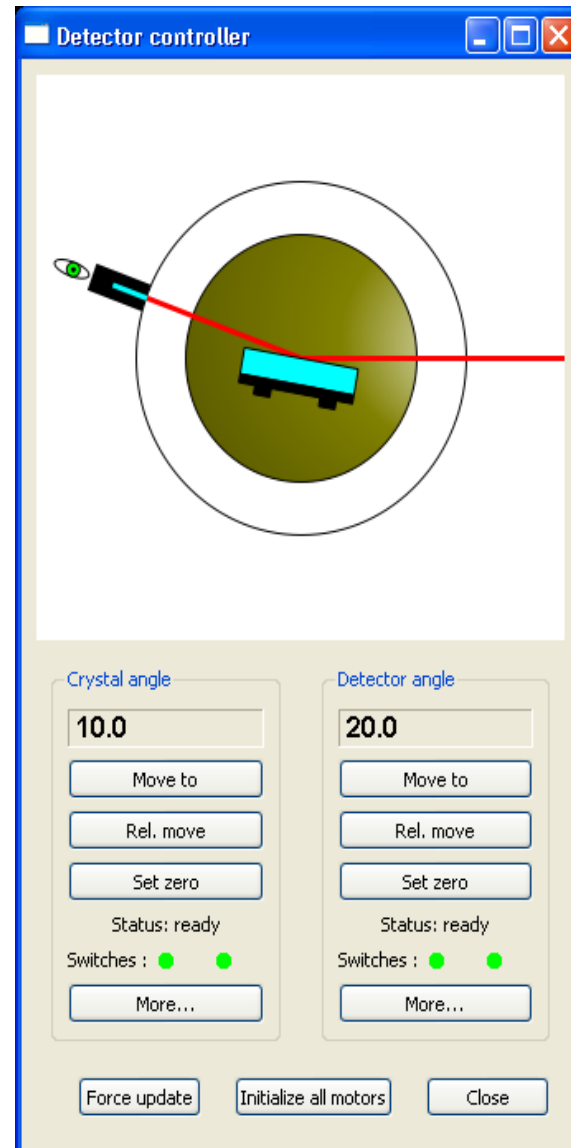 Detector controller
Crystal angle
Detector angle
10.0
20.0
Move to
Move to
Rel. move
Rel. move
Set zero
Set zero
Status: ready
Status: ready
Switches :
Switches :
More...
More...
Force update
Initialize all motors
Close